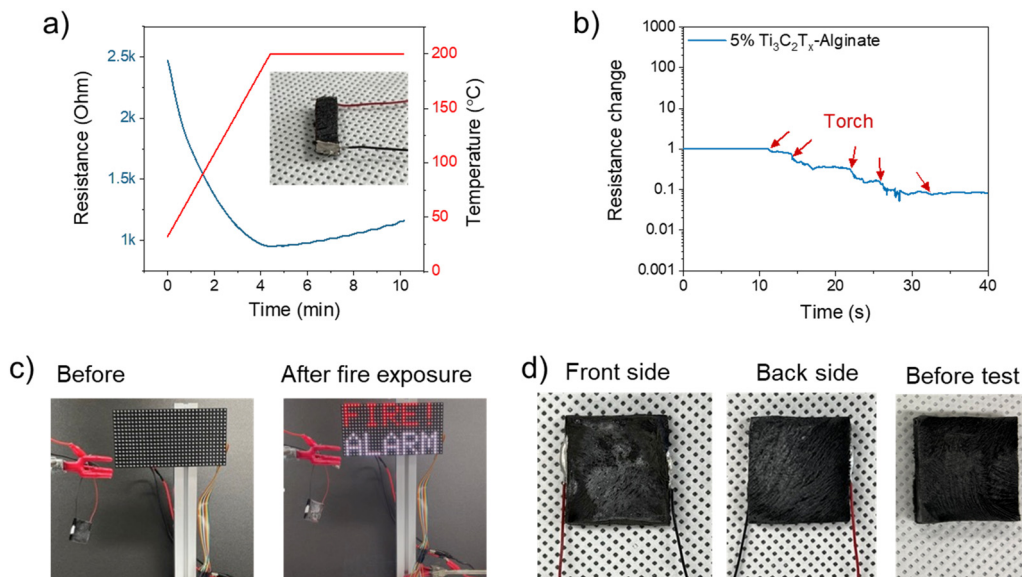 a)
2.5k
2k
1.5k
1k
Resistance (Ohm)
200
150
100
50
0
Temperature (°C)
0 2 4 6 8 10
Time (min)
b)
1000
100
10
1
0.1
0.01
0.001
Resistance change
5% Ti₃C₂Tₓ-Alginate
Torch
0 10 20 30 40
Time (s)
c)
Before
After fire exposure
FIRE!
ALARM
d)
Front side
Back side
Before test